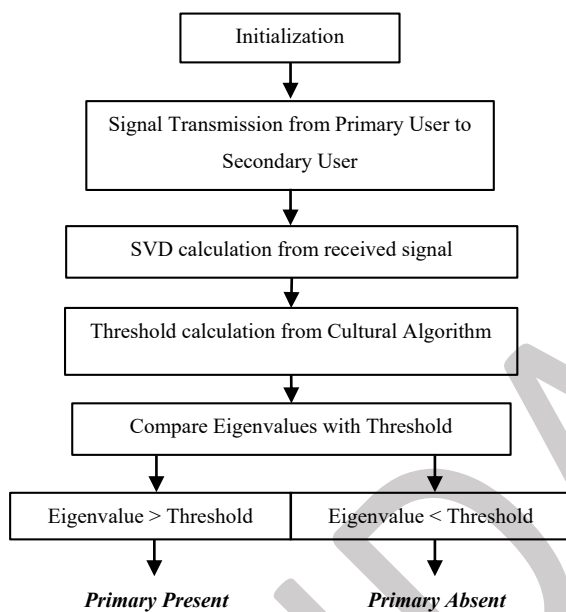 Initialization
Signal Transmission from Primary User to
Secondary User
SVD calculation from received signal
Threshold calculation from Cultural Algorithm
Compare Eigenvalues with Threshold
Eigenvalue > Threshold
Eigenvalue < Threshold
Primary Present
Primary Absent